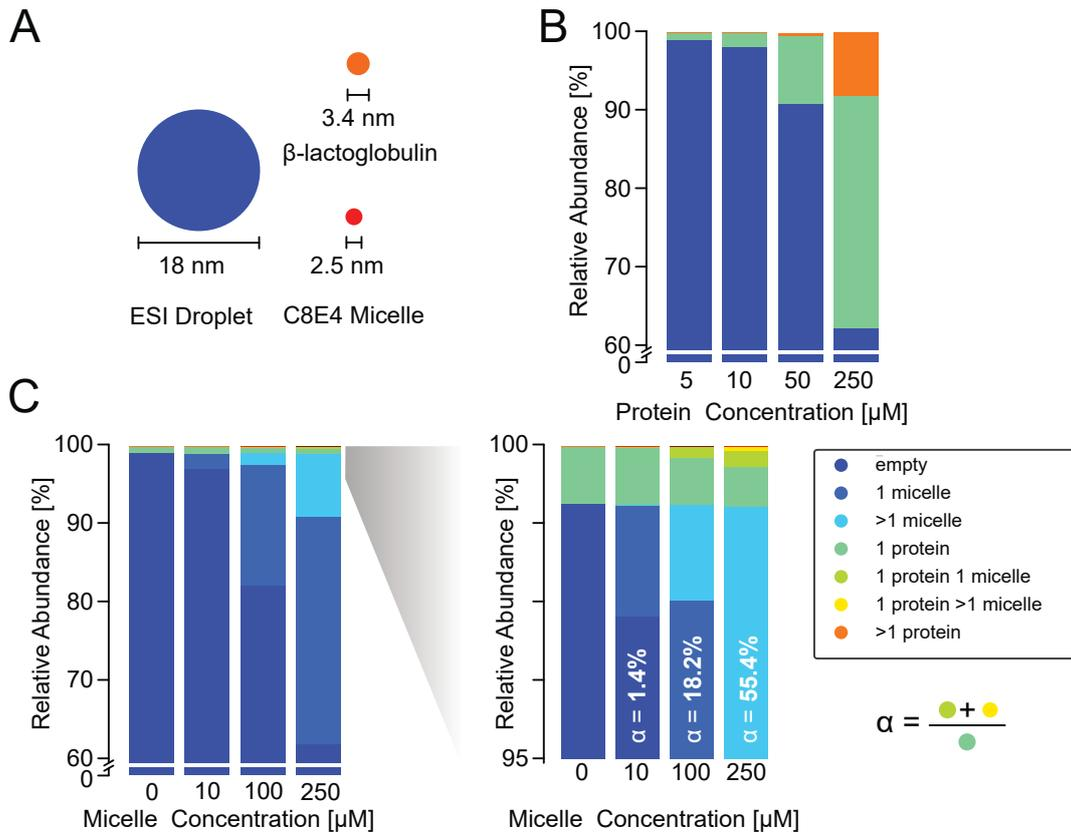 A
3.4 nm
β-lactoglobulin
18 nm
2.5 nm
ESI Droplet
C8E4 Micelle
B
Relative Abundance [%]
100
90
80
70
60
0
5 10 50 250
Protein Concentration [µM]
C
Relative Abundance [%]
100
90
80
70
60
0
0 10 100 250
Micelle Concentration [µM]
Relative Abundance [%]
100
95
α = 1.4%
α = 18.2%
α = 55.4%
0 10 100 250
Micelle Concentration [µM]
empty
1 micelle
>1 micelle
1 protein
1 protein 1 micelle
1 protein >1 micelle
>1 protein
α = +